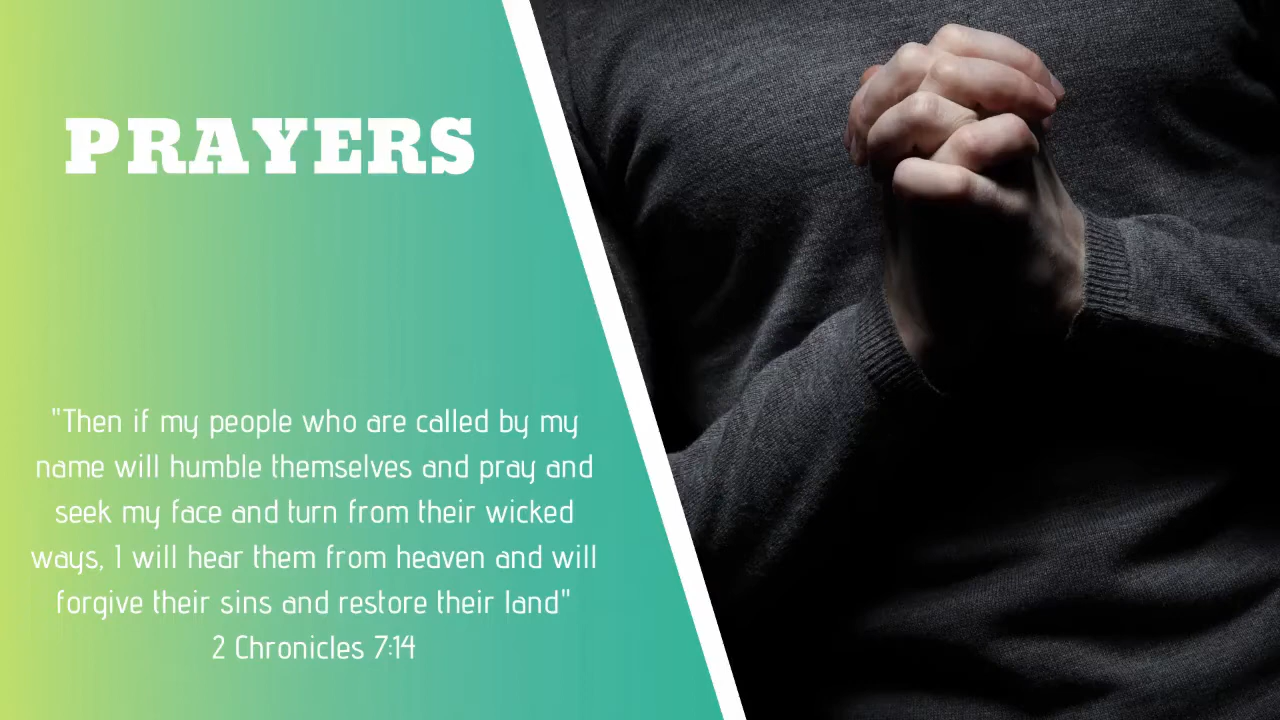 PRAYERS
"Then if my people who are called by my
name will humble themselves and pray and
seek my face and turn from their wicked
ways, I will hear them from heaven and will
forgive their sins and restore their land"
2 Chronicles 7:14